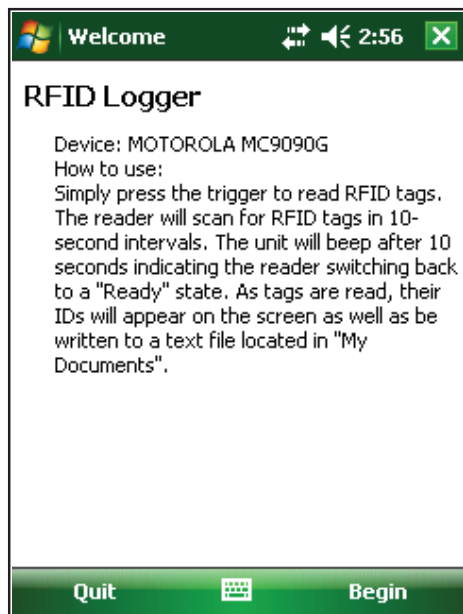 Welcome 2:56
RFID Logger
Device: MOTOROLA MC9090G
How to use:
Simply press the trigger to read RFID tags.
The reader will scan for RFID tags in 10-
second intervals. The unit will beep after 10
seconds indicating the reader switching back
to a "Ready" state. As tags are read, their
IDs will appear on the screen as well as be
written to a text file located in "My
Documents".
Quit Begin